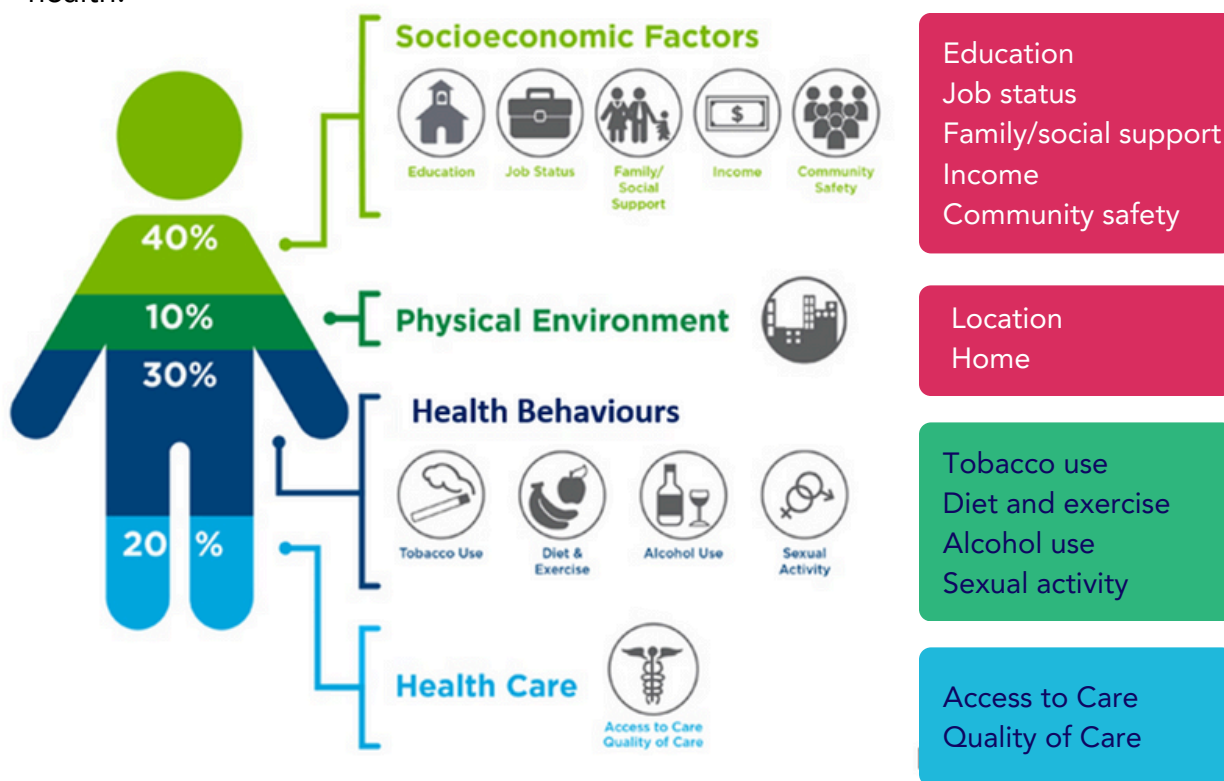 health.
Socioeconomic Factors
Education
Job Status
Family/
Social
Support
Income
Community
Safety
Education
Job status
Family/social support
Income
Community safety
40%
10%
Physical Environment
Location
Home
30%
Health Behaviours
Tobacco Use
Diet &
Exercise
Alcohol Use
Sexual
Activity
Tobacco use
Diet and exercise
Alcohol use
Sexual activity
20 %
Health Care
Access to Care
Quality of Care
Access to Care
Quality of Care